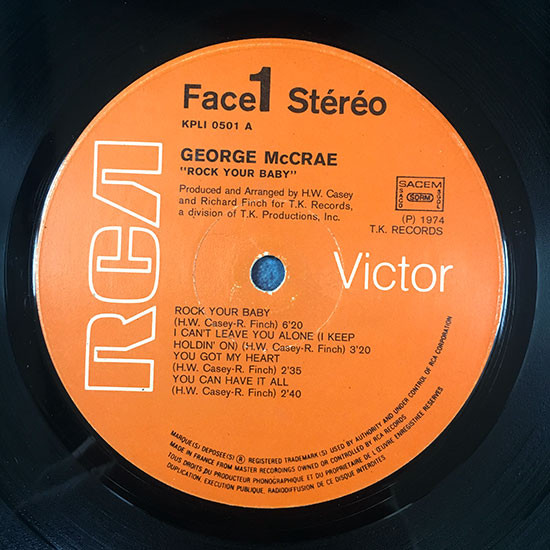 Face 1 Stéréo
KPLI 0501 A
GEORGE McCRAE
"ROCK YOUR BABY"
Produced and Arranged by H.W. Casey
and Richard Finch for T.K. Records,
a division of T.K. Productions, Inc.
SACEM
SACD SDRM SGDL
(P) 1974
T.K. RECORDS
RCA
Victor
ROCK YOUR BABY
(H.W. Casey-R. Finch) 6'20
I CAN'T LEAVE YOU ALONE (I KEEP
HOLDIN' ON) (H.W. Casey-R. Finch) 3'20
YOU GOT MY HEART
(H.W. Casey-R. Finch) 2'35
YOU CAN HAVE IT ALL
(H.W. Casey-R. Finch) 2'40
MARQUE(S) DEPOSEE(S) ® REGISTERED TRADEMARK(S) USED BY AUTHORITY AND UNDER CONTROL OF RCA CORPORATION
MADE IN FRANCE FROM MASTER RECORDINGS OWNED OR CONTROLLED BY RCA RECORDS
TOUS DROITS DU PRODUCTEUR PHONOGRAPHIQUE ET DU PROPRIETAIRE DE L'ŒUVRE ENREGISTREE RESERVES
DUPLICATION, EXECUTION PUBLIQUE, RADIODIFFUSION DE CE DISQUE INTERDITES